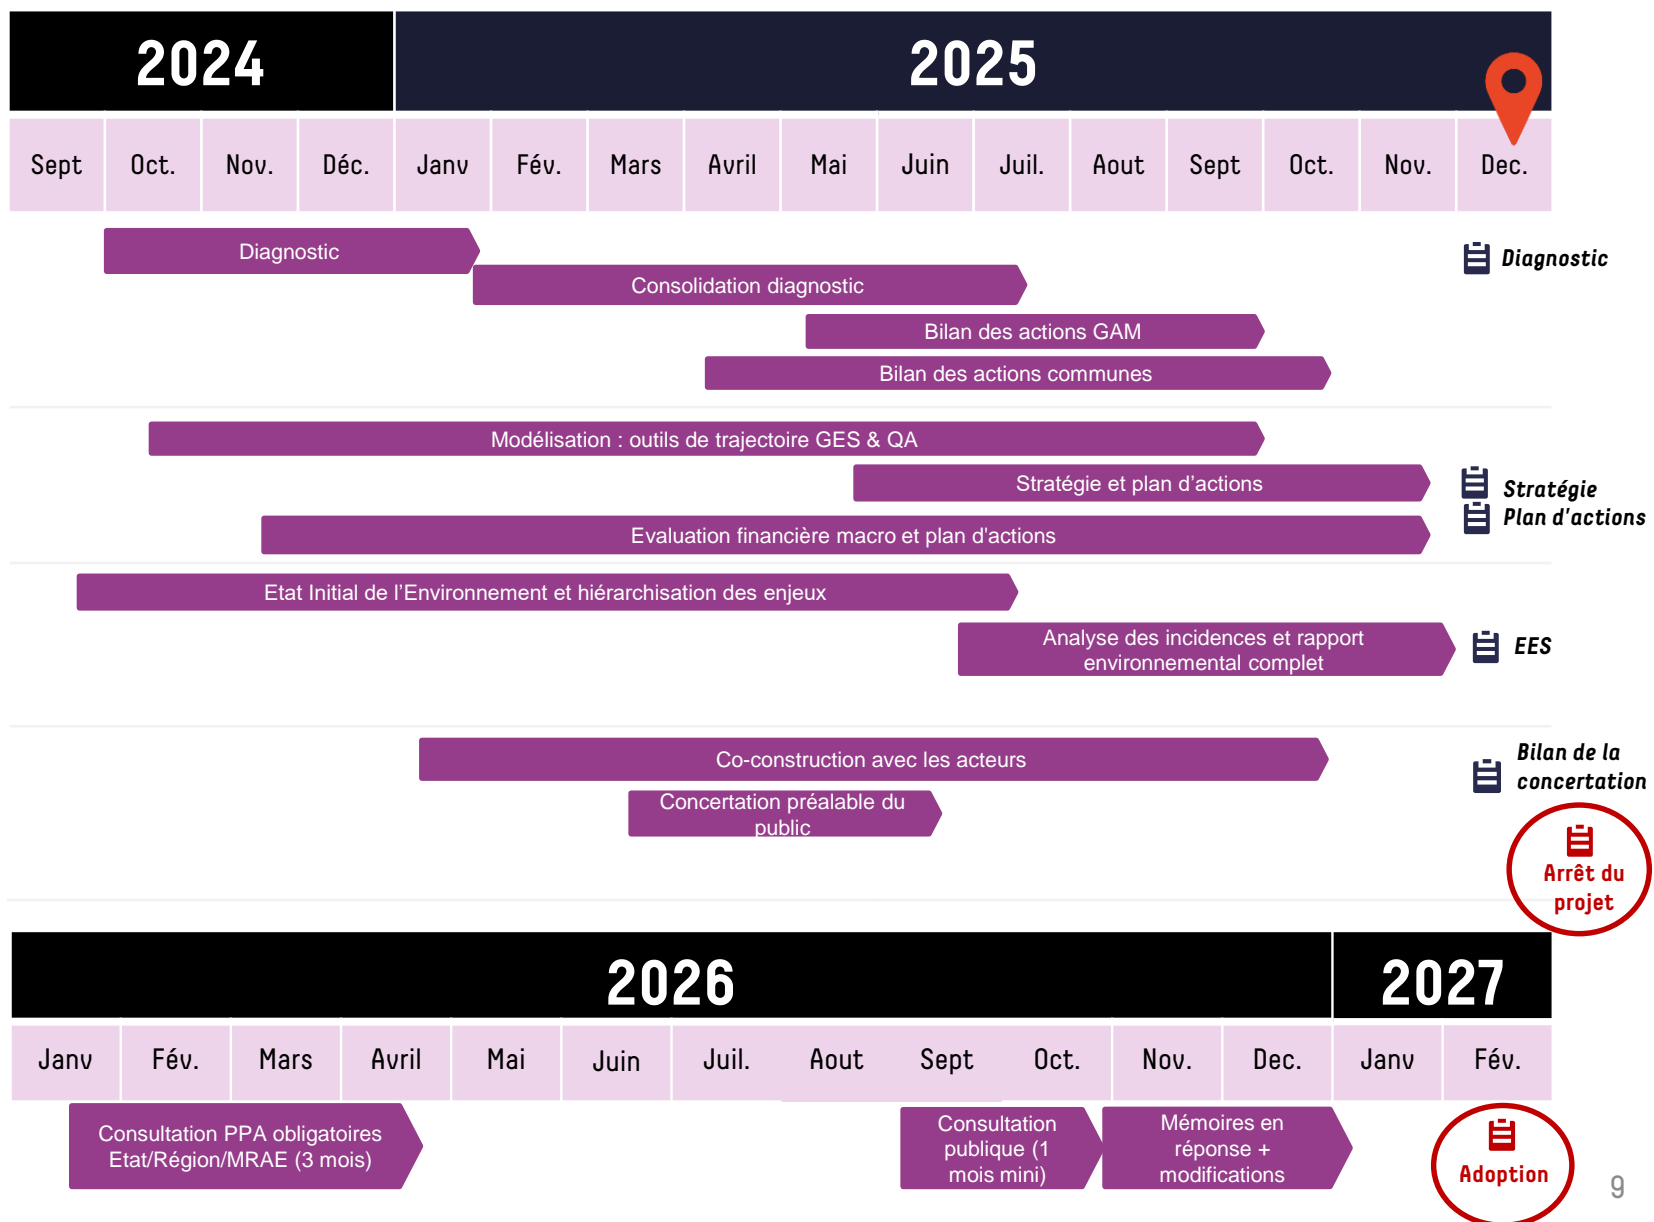 2024
2025
Sept
Oct.
Nov.
Déc.
Janv
Fév.
Mars
Avril
Mai
Juin
Juil.
Aout
Sept
Oct.
Nov.
Dec.
Diagnostic
Diagnostic
Consolidation diagnostic
Bilan des actions GAM
Bilan des actions communes
Modélisation : outils de trajectoire GES & QA
Stratégie et plan d’actions
Stratégie
Plan d’actions
Evaluation financière macro et plan d'actions
Etat Initial de l’Environnement et hiérarchisation des enjeux
Analyse des incidences et rapport
environnemental complet
EES
Co-construction avec les acteurs
Bilan de la
concertation
Concertation préalable du
public
Arrêt du
projet
2026
2027
Janv
Fév.
Mars
Avril
Mai
Juin
Juil.
Aout
Sept
Oct.
Nov.
Dec.
Janv
Fév.
Consultation PPA obligatoires
Etat/Région/MRAE (3 mois)
Consultation
publique (1
mois mini)
Mémoires en
réponse +
modifications
Adoption
9